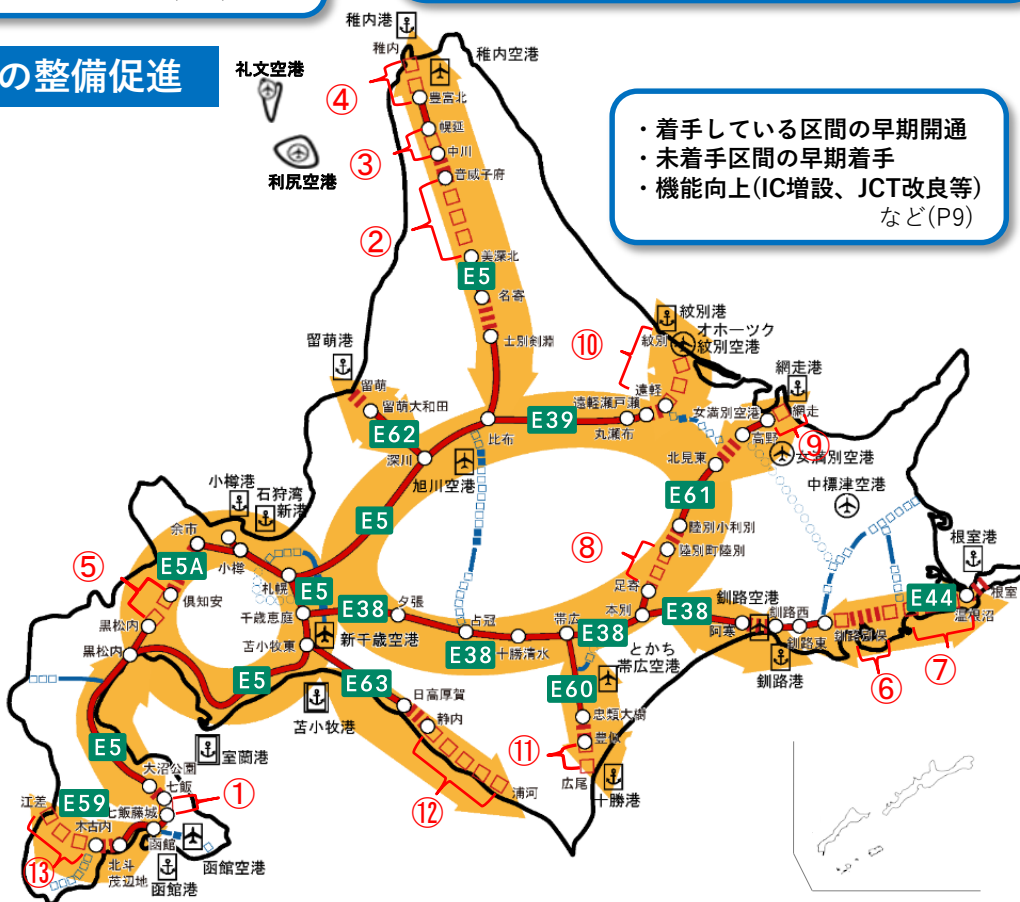 の整備促進
・着手している区間の早期開通
・未着手区間の早期着手
・機能向上(IC増設、JCT改良等)
など(P9)
稚内港
稚内
稚内空港
礼文空港
利尻空港
④
豊富北
幌延
③
中川
音威子府
②
美深北
E5
名寄
士別剣淵
留萌港
留萌
留萌大和田
E62
深川
比布
旭川空港
E39
⑩
紋別港
紋別
オホーツク
紋別空港
遠軽
遠軽瀬戸瀬
丸瀬布
網走港
網走
女満別空港
高野
⑨
女満別空港
北見東
中標津空港
E61
陸別小利別
陸別町陸別
⑧
足寄
本別
小樽港
石狩湾
新港
余市
小樽
E5A
⑤
倶知安
黒松内
黒松内
札幌
E5
E5
千歳恵庭
E38
夕張
新千歳空港
苫小牧東
占冠
E38
十勝清水
帯広
E38
とかち
帯広空港
E38
釧路空港
阿寒
釧路西
釧路東
釧路別保
釧路港
E44
根室港
根室
温根沼
⑥
⑦
E5
E63
苫小牧港
日高厚賀
静内
⑫
浦河
E60
忠類大樹
豊似
⑪
広尾
十勝港
室蘭港
E5
大沼公園
七飯
①
七飯藤城
E59
江差
木古内
⑬
北斗
茂辺地
函館
函館港
函館空港